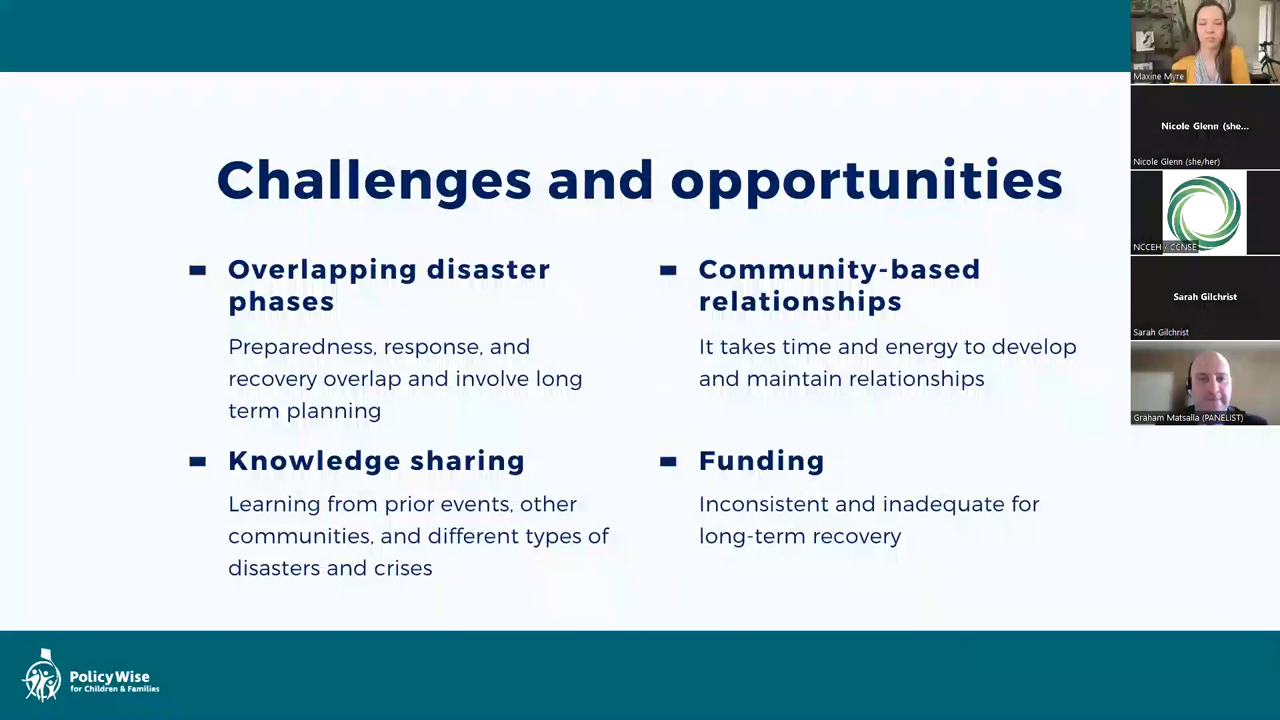 Challenges and opportunities
Overlapping disaster
phases
Preparedness, response, and
recovery overlap and involve long
term planning
Knowledge sharing
Learning from prior events, other
communities, and different types of
disasters and crises
Community-based
relationships
It takes time and energy to develop
and maintain relationships
Funding
Inconsistent and inadequate for
long-term recovery
PolicyWise
for Children & Families
Maxine Myre
Nicole Glenn (she...
Nicole Glenn (she/her)
NCCEH / CCNSE
Sarah Gilchrist
Sarah Gilchrist
Graham Matsalla (PANELIST)